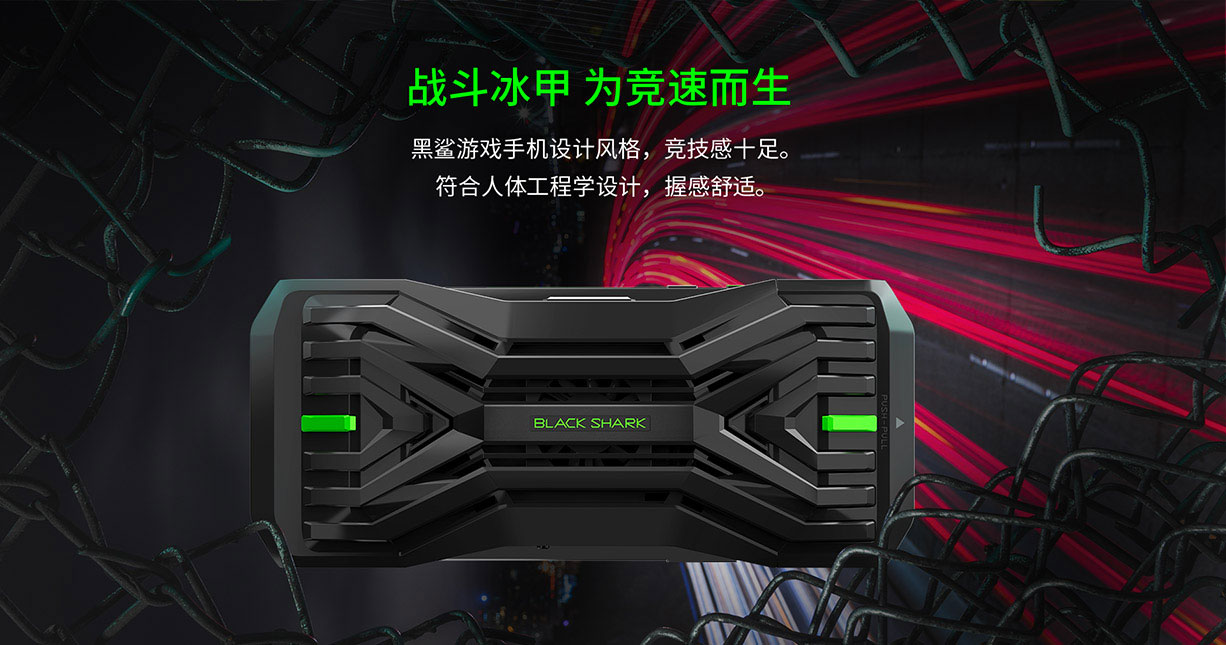 战斗冰甲 为竞速而生
黑鲨游戏手机设计风格，竞技感十足。
符合人体工程学设计，握感舒适。
BLACK SHARK
PUSH-PULL